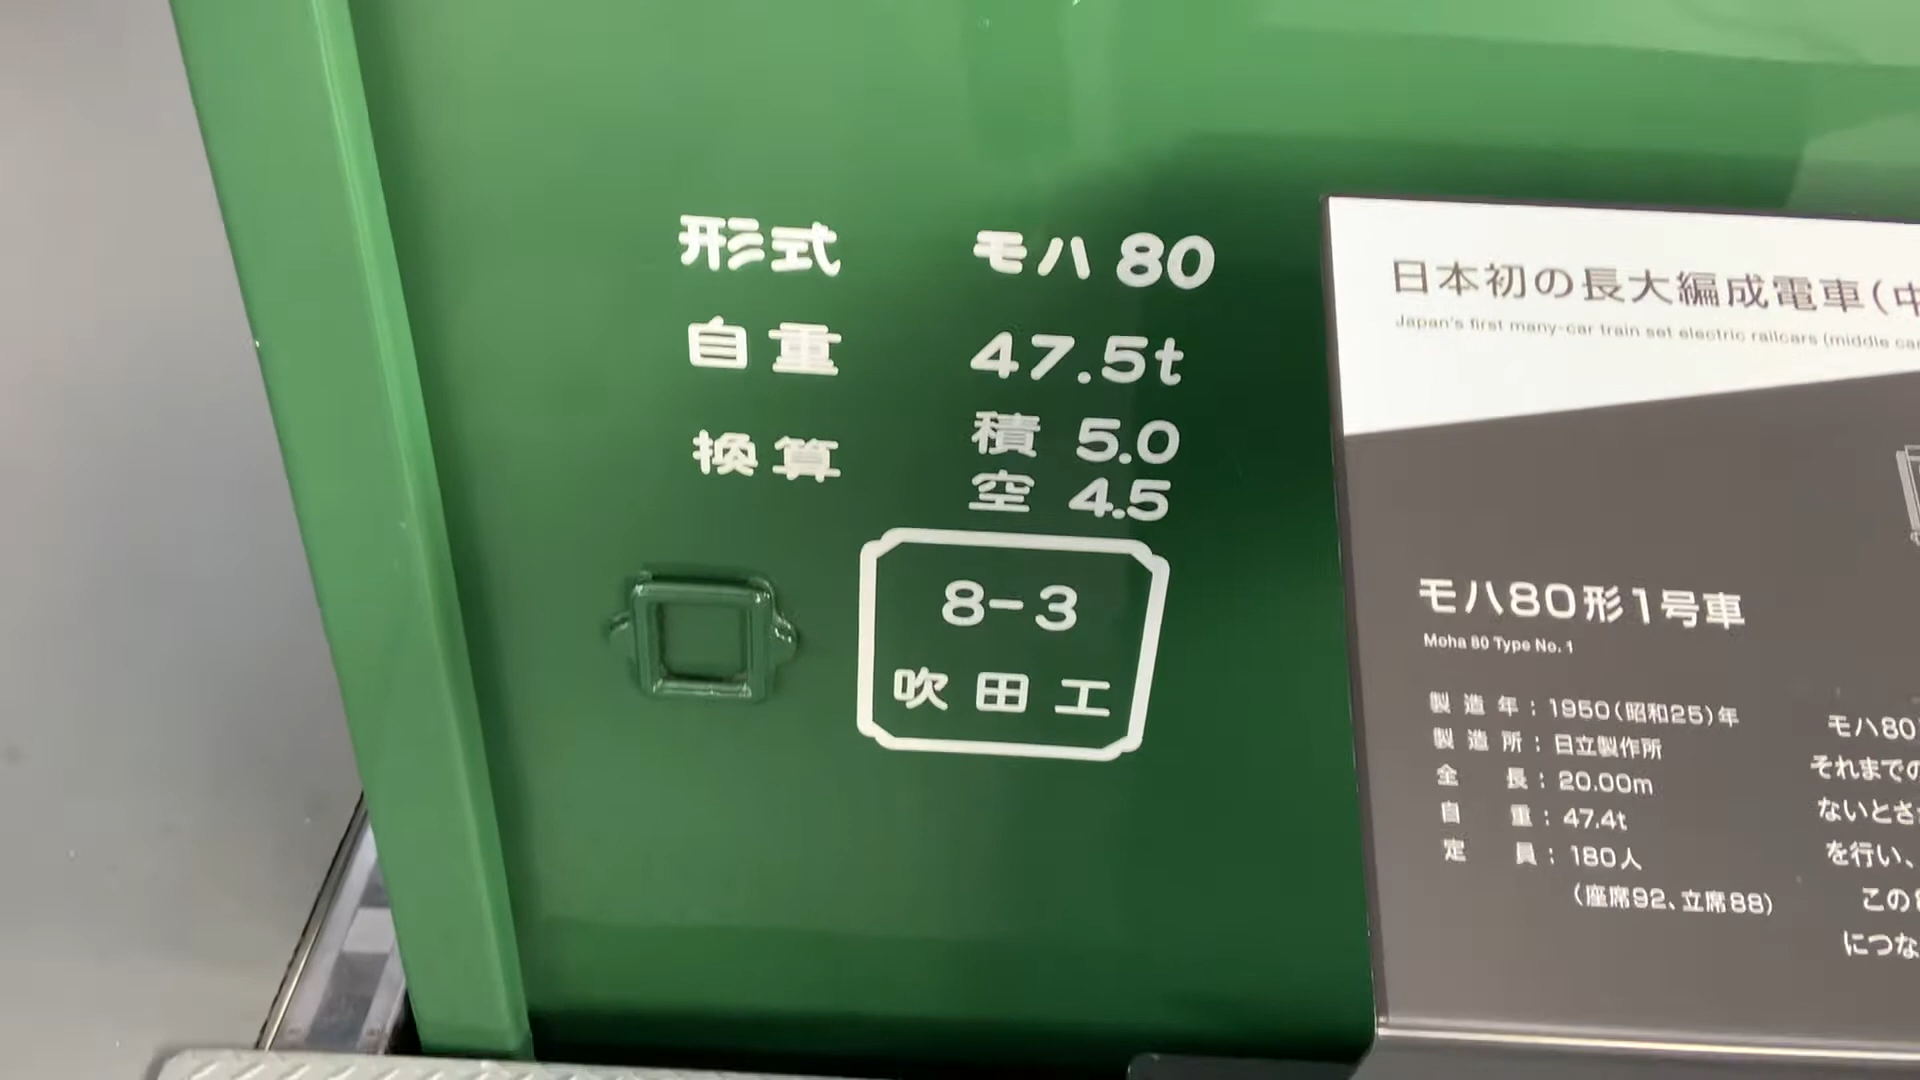 形式 モハ 80
自重 47.5t
換算 積 5.0
空 4.5
8-3
吹田工
日本初の長大編成電車(中
Japan's first many-car train set electric railcars (middle car
モハ80形1号車
Moha 80 Type No. 1
製造年：1950(昭和25)年
製造所：日立製作所
全長：20.00m
自重：47.4t
定員：180人
(座席92、立席88)
モハ80
それまでの
ないとさ
を行い、
この8
につな